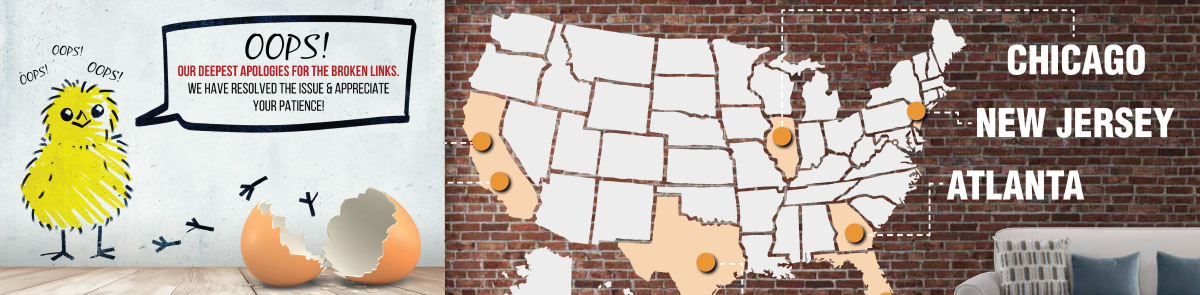 OOPS!
OOPS!
OOPS!
OOPS!
OUR DEEPEST APOLOGIES FOR THE BROKEN LINKS.
WE HAVE RESOLVED THE ISSUE & APPRECIATE
YOUR PATIENCE!
CHICAGO
NEW JERSEY
ATLANTA